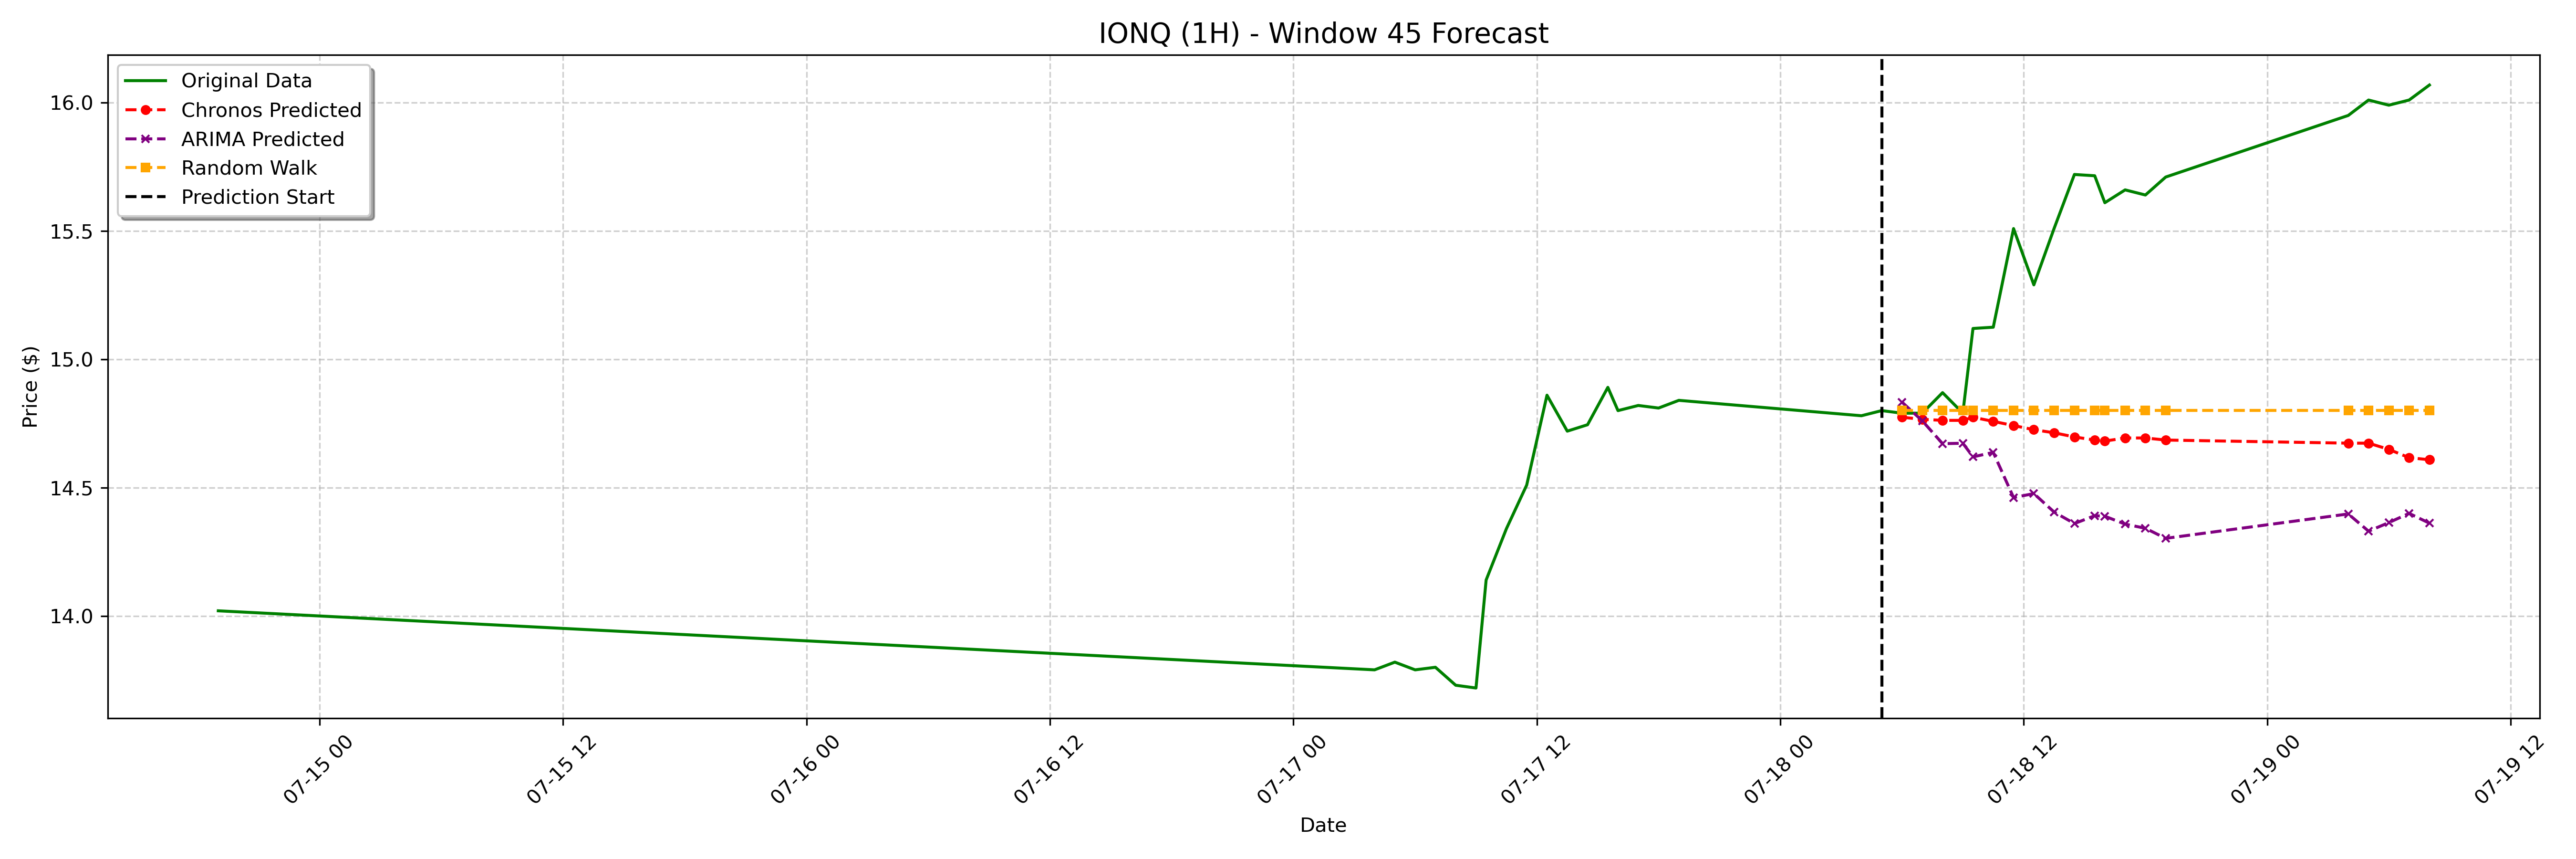 IONQ (1H) - Window 45 Forecast
Original Data
Chronos Predicted
ARIMA Predicted
Random Walk
Prediction Start
Price ($)
16.0
15.5
15.0
14.5
14.0
07-15 00
07-15 12
07-16 00
07-16 12
07-17 00
07-17 12
07-18 00
07-18 12
07-19 00
07-19 12
Date